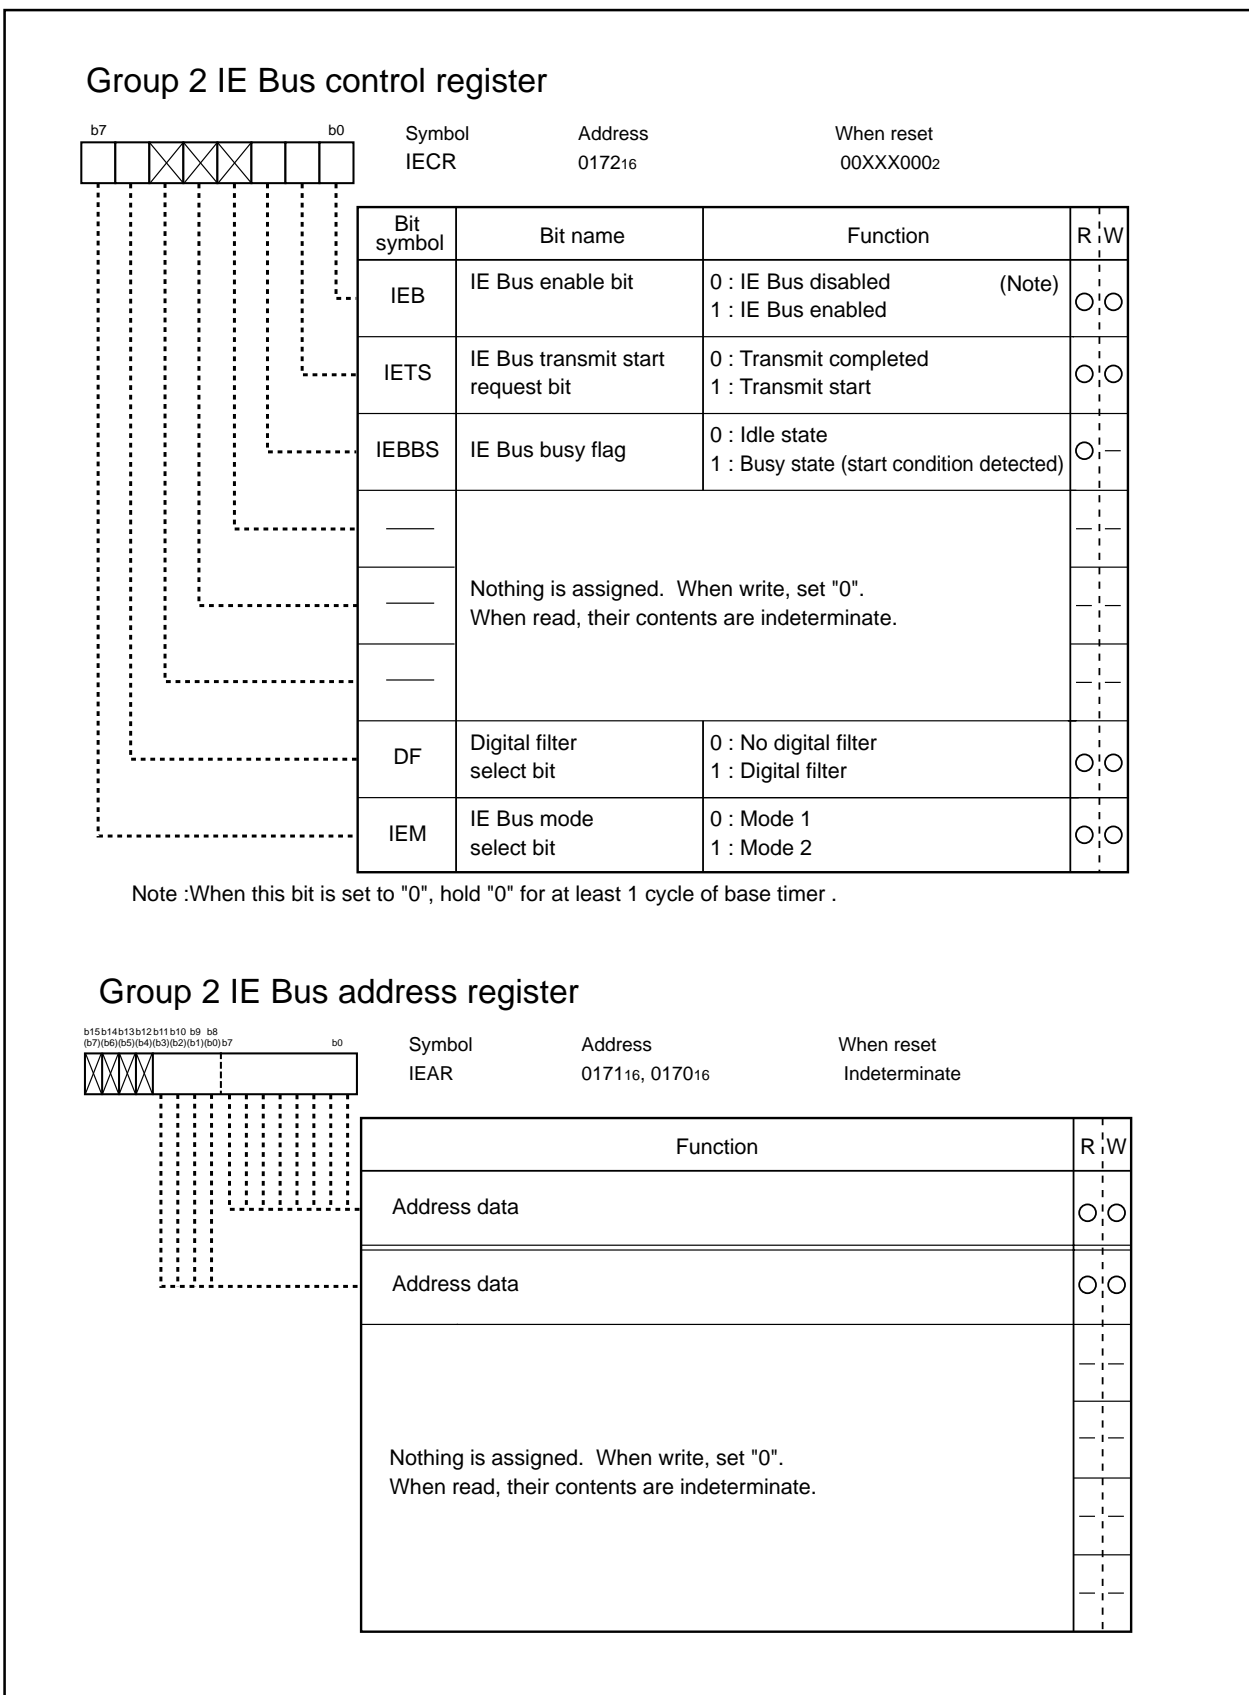 Group 2 IE Bus control register
b7 b0 Symbol Address When reset
IECR 017216 00XXX0002
Bit symbol Bit name Function R W
IEB IE Bus enable bit 0 : IE Bus disabled (Note)
1 : IE Bus enabled
IETS IE Bus transmit start request bit 0 : Transmit completed
1 : Transmit start
IEBBS IE Bus busy flag 0 : Idle state
1 : Busy state (start condition detected)
Nothing is assigned. When write, set "0".
When read, their contents are indeterminate.
DF Digital filter select bit 0 : No digital filter
1 : Digital filter
IEM IE Bus mode select bit 0 : Mode 1
1 : Mode 2
Note :When this bit is set to "0", hold "0" for at least 1 cycle of base timer .
Group 2 IE Bus address register
b15 b14 b13 b12 b11 b10 b9 b8
(b7)(b6)(b5)(b4)(b3)(b2)(b1)(b0) b7 b0
Symbol Address When reset
IEAR 017116, 017016 Indeterminate
Function R W
Address data
Address data
Nothing is assigned. When write, set "0".
When read, their contents are indeterminate.